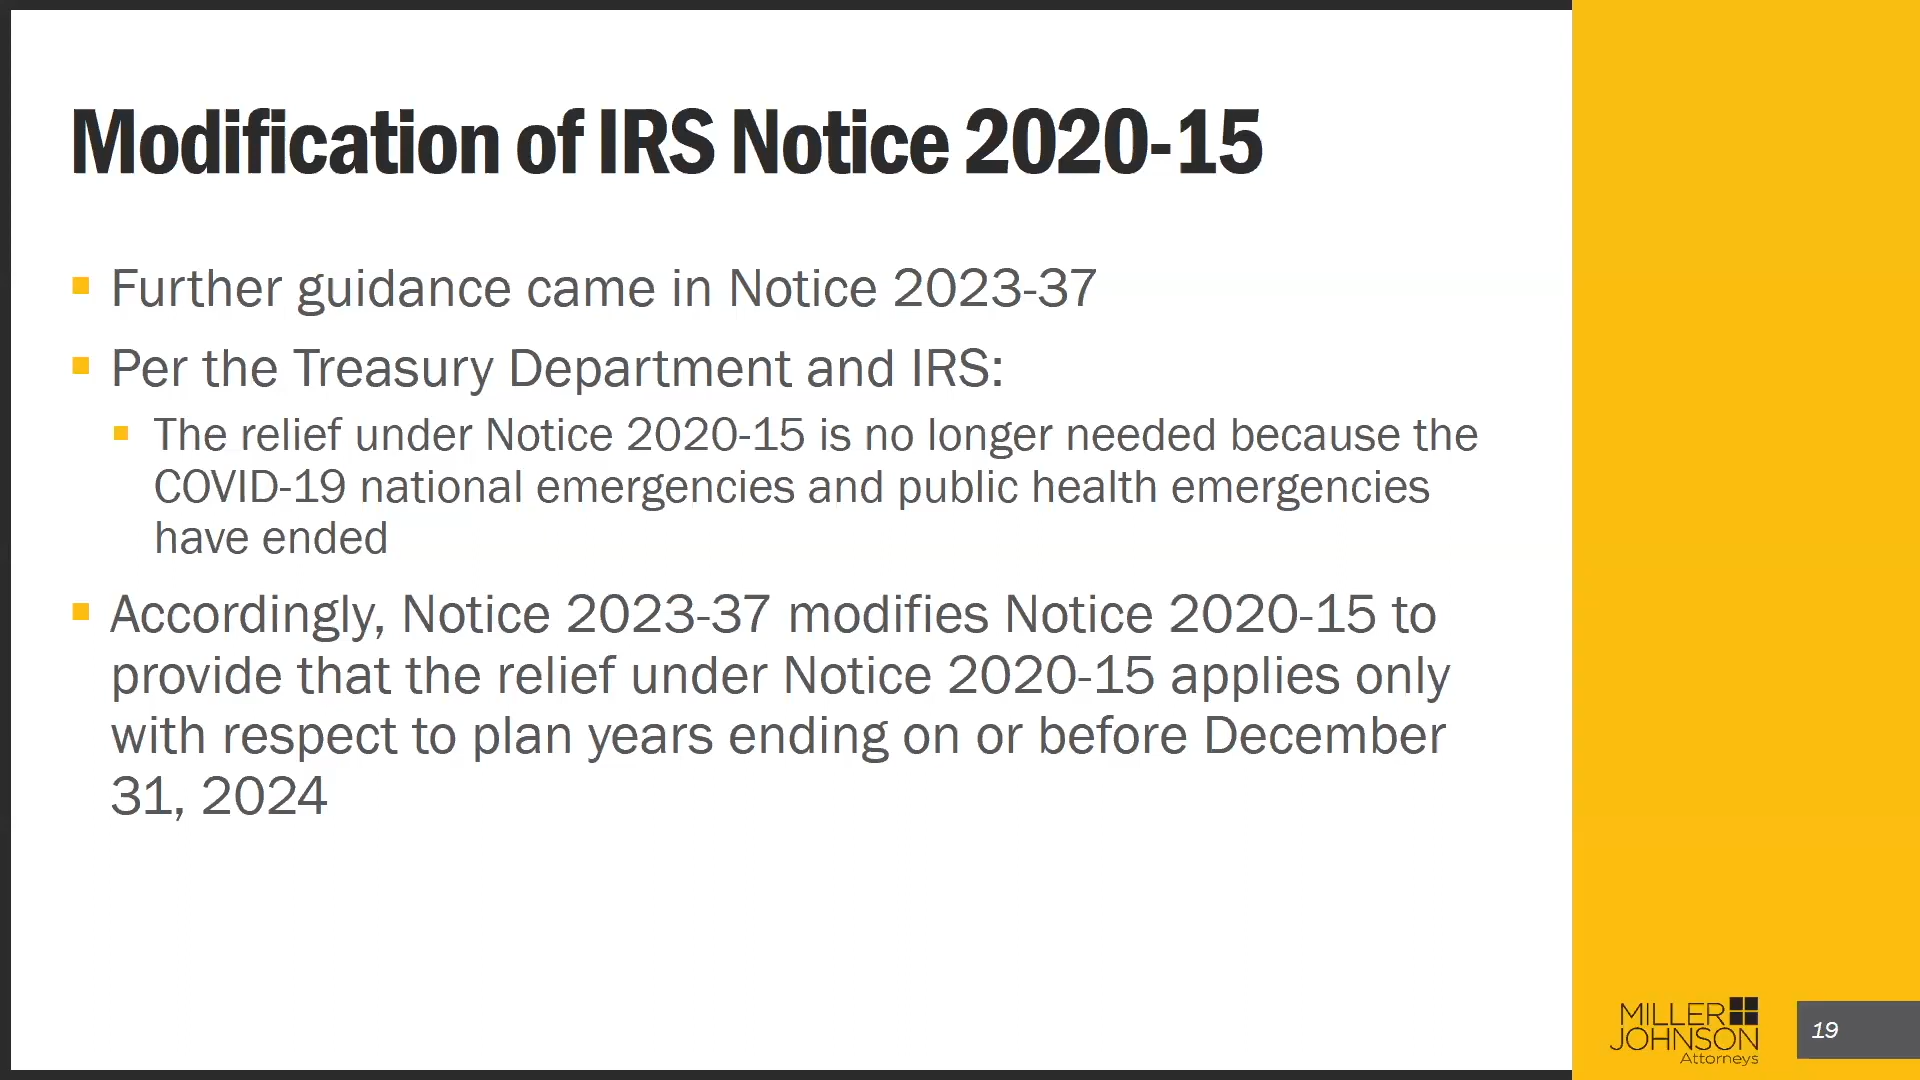 Modification of IRS Notice 2020-15
Further guidance came in Notice 2023-37
Per the Treasury Department and IRS:
The relief under Notice 2020-15 is no longer needed because the
COVID-19 national emergencies and public health emergencies
have ended
Accordingly, Notice 2023-37 modifies Notice 2020-15 to
provide that the relief under Notice 2020-15 applies only
with respect to plan years ending on or before December
31, 2024
MILLER
JOHNSON
Attorneys
19